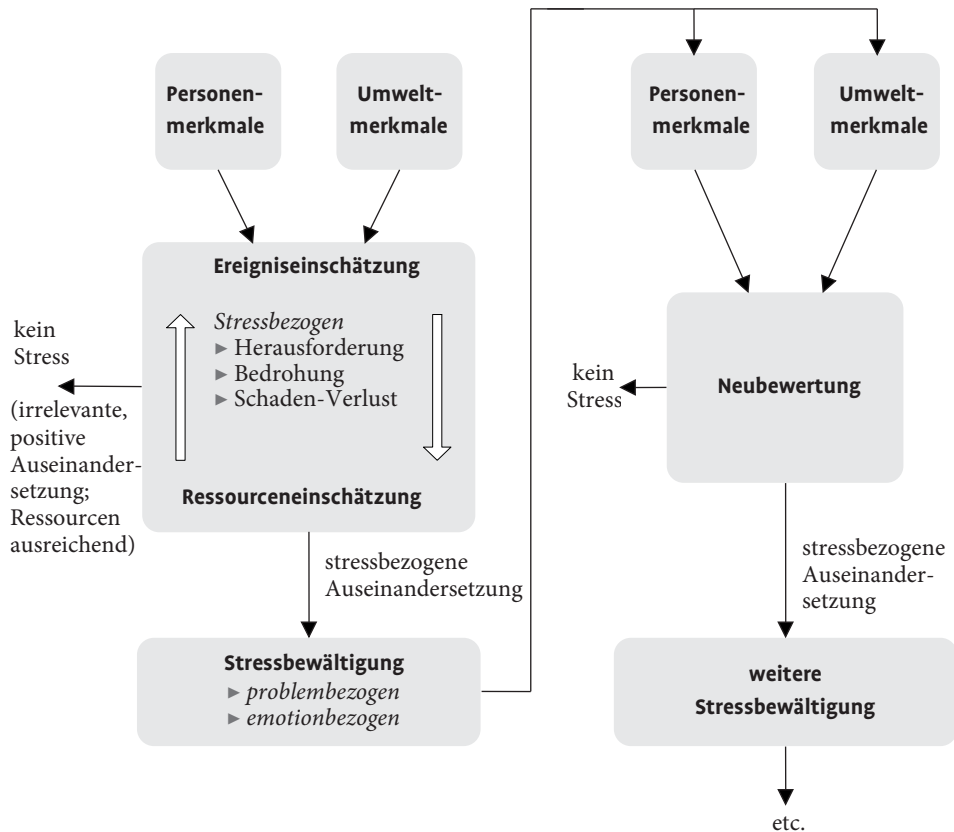 Personen-
merkmale
Umwelt-
merkmale
Ereigniseinschätzung
Stressbezogen
▶ Herausforderung
▶ Bedrohung
▶ Schaden-Verlust
Ressourceneinschätzung
kein
Stress
(irrelevante,
positive
Auseinander-
setzung;
Ressourcen
ausreichend)
stressbezogene
Auseinandersetzung
Stressbewältigung
▶ problembezogen
▶ emotionbezogen
Personen-
merkmale
Umwelt-
merkmale
Neubewertung
kein
Stress
stressbezogene
Auseinander-
setzung
weitere
Stressbewältigung
etc.